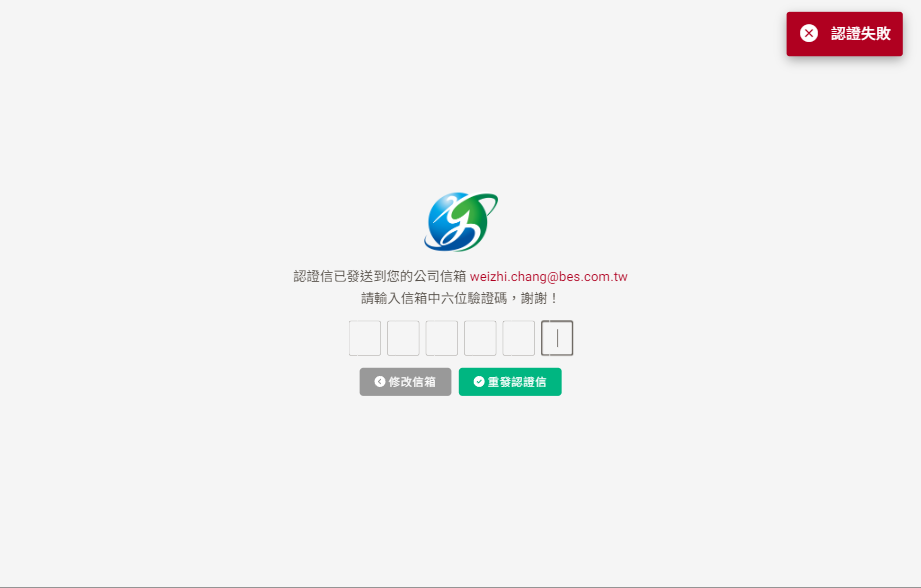 認證失敗
認證信已發送到您的公司信箱 weizhi.chang@bes.com.tw
請輸入信箱中六位驗證碼，謝謝！
修改信箱
重發認證信